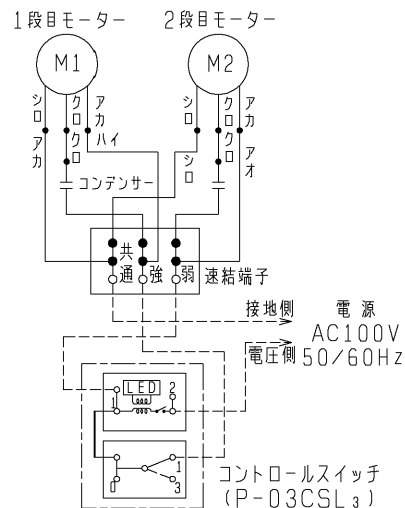 1段目モーター 2段目モーター
M1 M2
シロ クロ アカ シロ クロ アカ
アカ クロ ハイ シロ クロ アオ
コンデンサー
共通 強 弱 速結端子
接地側 電源
AC100V
電圧側 50/60Hz
LED
1 2
0 1
3
コントロールスイッチ
(P-03CSL₃)